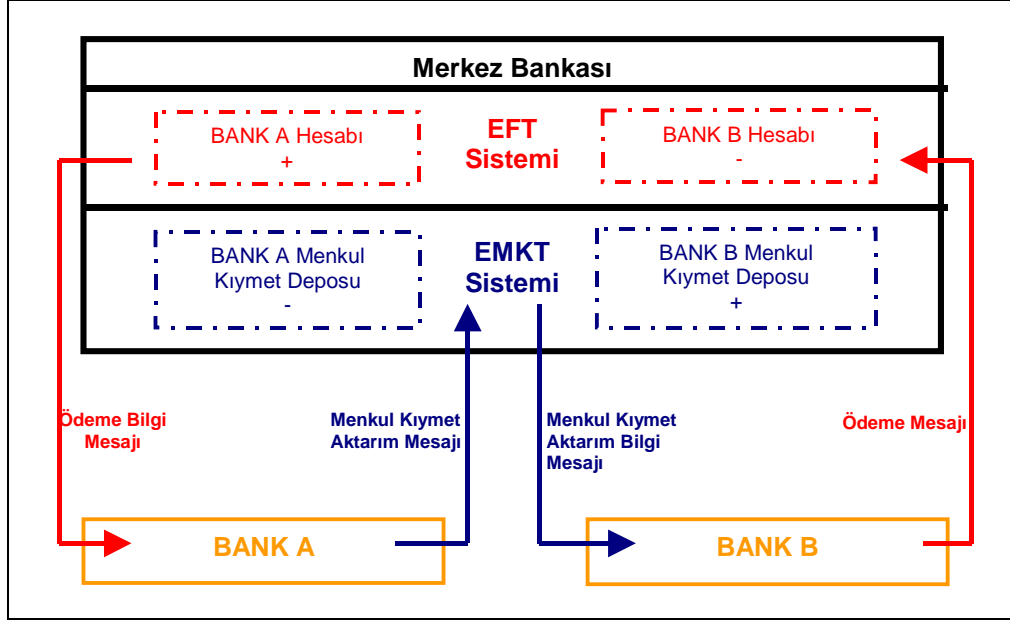 Merkez Bankası
BANK A Hesabı
+
EFT
Sistemi
BANK B Hesabı
-
BANK A Menkul
Kıymet Deposu
-
EMKT
Sistemi
BANK B Menkul
Kıymet Deposu
+
Ödeme Bilgi
Mesajı
Menkul Kıymet
Aktarım Mesajı
Menkul Kıymet
Aktarım Bilgi
Mesajı
Ödeme Mesajı
BANK A
BANK B